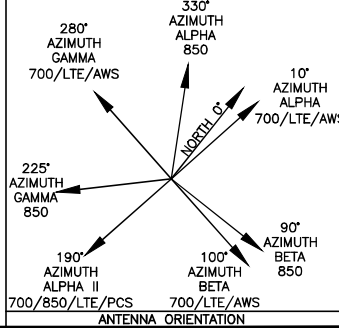 330°
AZIMUTH
ALPHA
850
280°
AZIMUTH
GAMMA
700/LTE/AWS
10°
AZIMUTH
ALPHA
700/LTE/AWS
NORTH 0°
225°
AZIMUTH
GAMMA
850
90°
AZIMUTH
BETA
850
190°
AZIMUTH
ALPHA II
700/850/LTE/PCS
100°
AZIMUTH
BETA
700/LTE/AWS
ANTENNA ORIENTATION